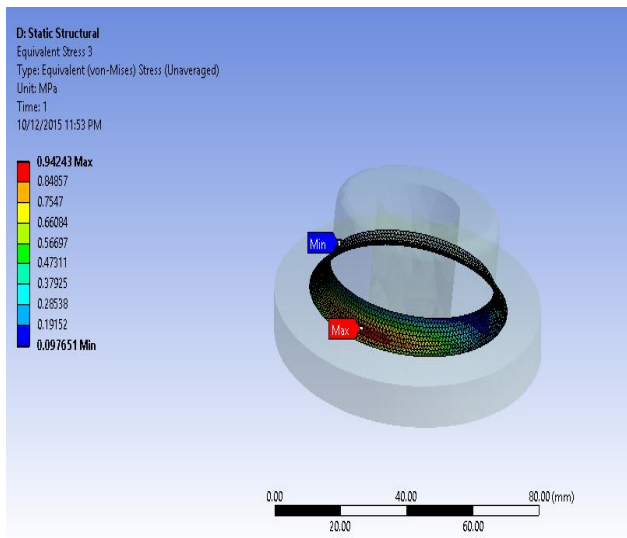 D: Static Structural
Equivalent Stress 3
Type: Equivalent (von-Mises) Stress (Unaveraged)
Unit: MPa
Time: 1
10/12/2015 11:53 PM
0.94243 Max
0.84857
0.7547
0.66084
0.56697
0.47311
0.37925
0.28538
0.19152
0.097651 Min
Min
Max
0.00 40.00 80.00 (mm)
20.00 60.00